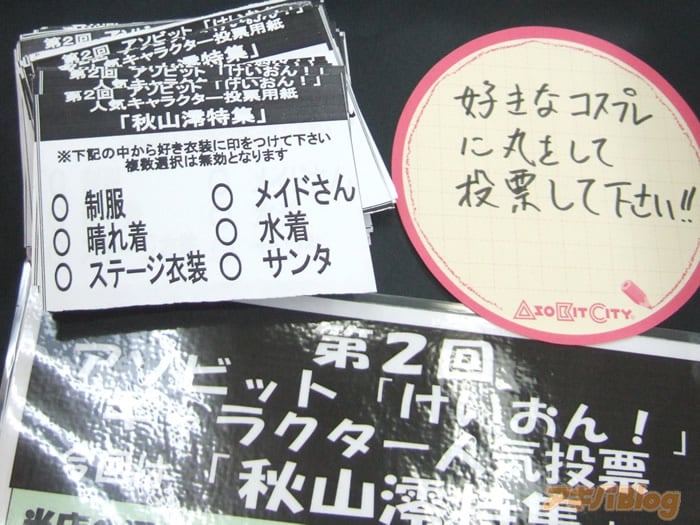 第2回 アソビット「けいおん!!」
人気キャラクター投票用紙
「秋山澪特集」
※下記の中から好き衣装に印をつけて下さい
複数選択は無効となります
○ 制服 ○ メイドさん
○ 晴れ着 ○ 水着
○ ステージ衣装 ○ サンタ
好きなコスプレ
に丸をして
投票して下さい!!
ASOBITCITY
第2回
アソビット「けいおん!」
キャラクター人気投票
今回は「秋山澪特集
アキバBlog